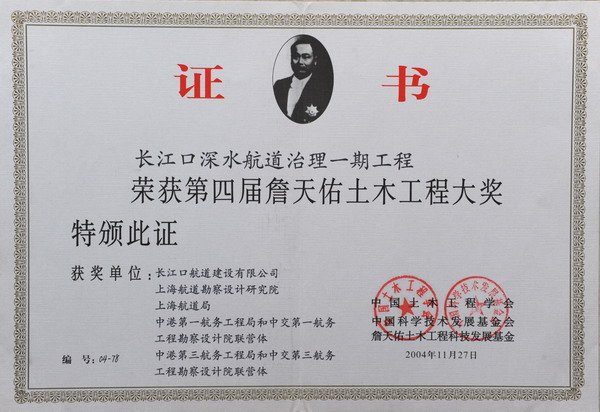 证 书
长江口深水航道治理一期工程
荣获第四届詹天佑土木工程大奖
特颁此证
获奖单位：长江口航道建设有限公司
上海航道勘察设计研究院
上海航道局
中港第一航务工程局和中交第一航务
工程勘察设计院联营体
中港第三航务工程局和中交第三航务
工程勘察设计院联营体
编 号：04-78
中国土木工程学会
中国科学技术发展基金会
詹天佑土木工程科技发展基金
2004年11月27日